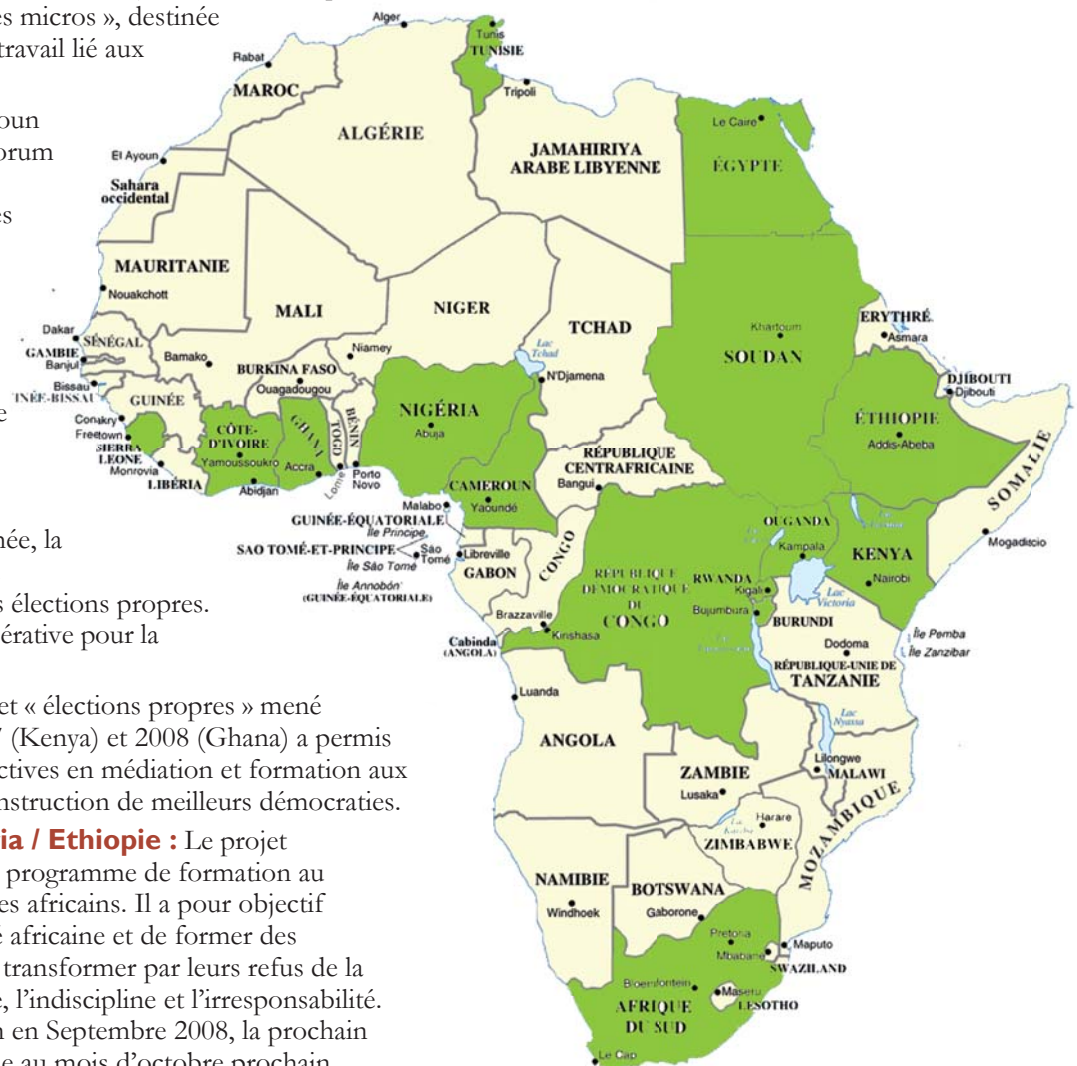 es micros », destinée
travail lié aux
oun
orum
es
e
née, la
s élections propres.
pérative pour la
et « élections propres » mené
7 (Kenya) et 2008 (Ghana) a permis
ctives en médiation et formation aux
nstruction de meilleurs démocraties.
ia / Ethiopie : Le projet
programme de formation au
es africains. Il a pour objectif
é africaine et de former des
transformer par leurs refus de la
e, l'indiscipline et l'irresponsabilité.
n en Septembre 2008, la prochain
e au mois d'octobre prochain
Alger
Tunis
TUNISIE
Rabat
MAROC
Tripoli
ALGÉRIE
Le Caire
JAMAHIRIYA
ARABE LIBYENNE
ÉGYPTE
El Ayoun
Sahara
occidental
MAURITANIE
Nouakchott
MALI
NIGER
TCHAD
Khartoum
SOUDAN
ERYTHRÉ
Asmara
Dakar
SÉNÉGAL
GAMBIE
Banjul
Bamako
Niamey
Lac
Tchad
N'Djamena
BURKINA FASO
Ouagadougou
Bissau
INÉE-BISSAU
GUINÉE
DJIBOUTI
Djibouti
Conakry
Freetown
SIERRA
LEONE
Monrovia
LIBÉRIA
CÔTE-
D'IVOIRE
Yamoussoukro
Abidjan
GHANA
Accra
TOGO
Lomé
BÉNIN
Porto
Novo
NIGÉRIA
Abuja
ÉTHIOPIE
Addis-Abeba
SOMALIE
Mogadiscio
RÉPUBLIQUE
CENTRAFRICAINE
Bangui
CAMEROUN
Yaoundé
Malabo
GUINÉE-ÉQUATORIALE
Île Principe
SAO TOMÉ-ET-PRINCIPE
São
Tomé
Île São Tomé
Île Annobón
(GUINÉE-ÉQUATORIALE)
Libreville
GABON
CONGO
Brazzaville
Kinshasa
Cabinda
(ANGOLA)
RÉPUBLIQUE
DÉMOCRATIQUE
DU
CONGO
OUGANDA
Kampala
KENYA
Nairobi
RWANDA
Kigali
Bujumbura
BURUNDI
Lac
Victoria
Île Pemba
Île Zanzibar
Dodoma
RÉPUBLIQUE-UNIE DE
TANZANIE
Luanda
ANGOLA
Lac
Nyassa
Lilongwe
MALAWI
ZAMBIE
Lusaka
Harare
ZIMBABWE
MOZAMBIQUE
NAMIBIE
Windhoek
BOTSWANA
Gaborone
Pretoria
Mbabane
Maputo
SWAZILAND
Bloemfontein
Maseru
LESOTHO
AFRIQUE
DU SUD
Le Cap